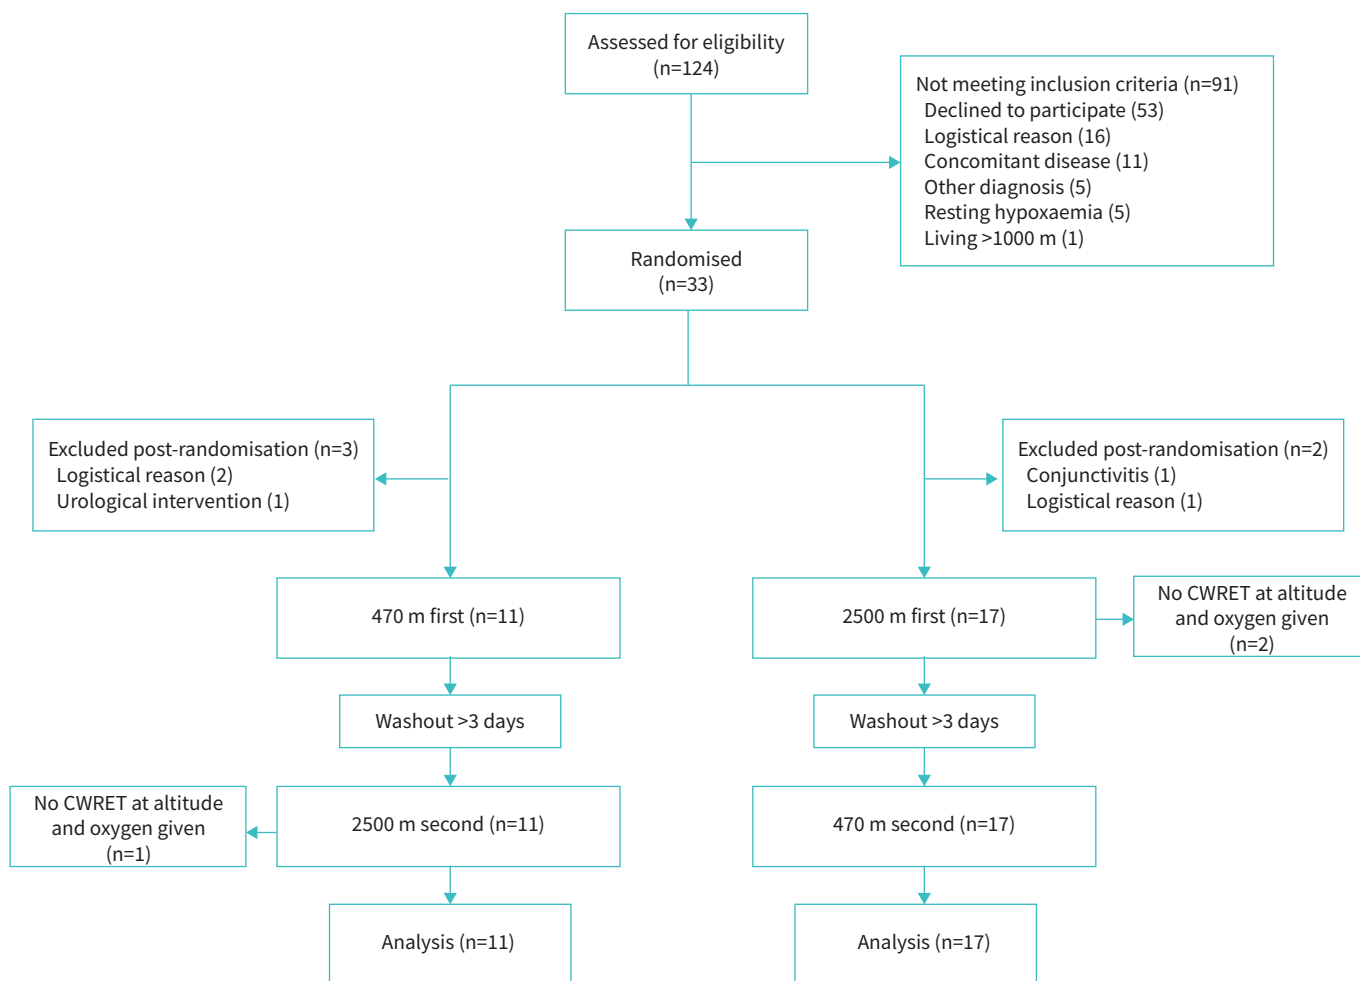 Assessed for eligibility
(n=124)
Not meeting inclusion criteria (n=91)
Declined to participate (53)
Logistical reason (16)
Concomitant disease (11)
Other diagnosis (5)
Resting hypoxaemia (5)
Living >1000 m (1)
Randomised
(n=33)
Excluded post-randomisation (n=3)
Logistical reason (2)
Urological intervention (1)
Excluded post-randomisation (n=2)
Conjunctivitis (1)
Logistical reason (1)
470 m first (n=11)
2500 m first (n=17)
No CWRET at altitude
and oxygen given
(n=2)
Washout >3 days
Washout >3 days
No CWRET at altitude
and oxygen given
(n=1)
2500 m second (n=11)
470 m second (n=17)
Analysis (n=11)
Analysis (n=17)